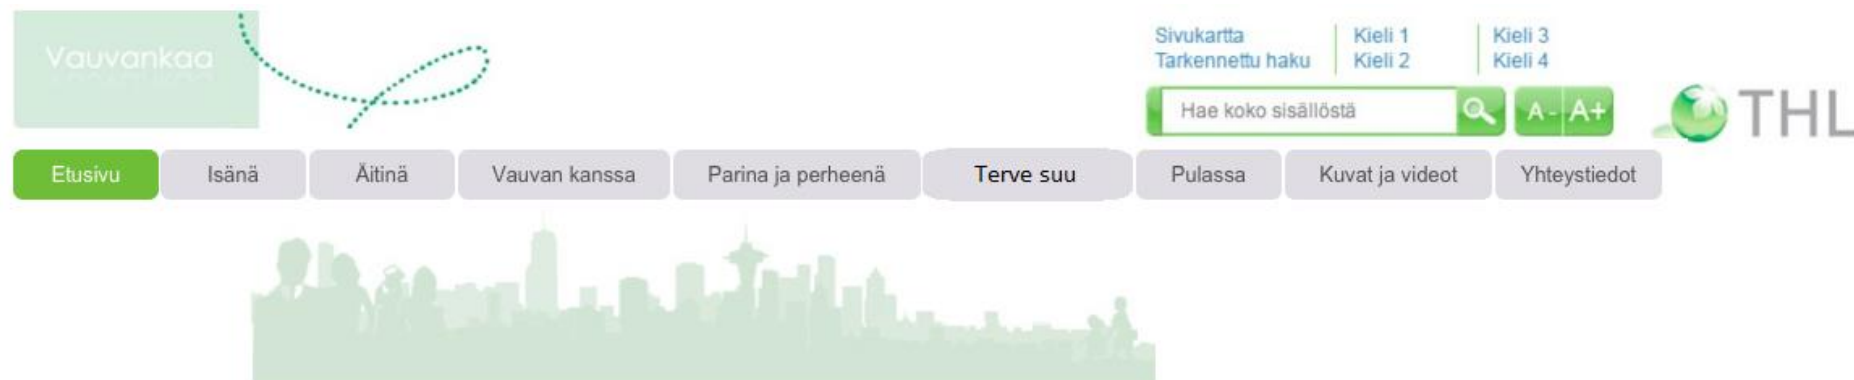 Vauvankaa
Sivukartta
Tarkennettu haku
Kieli 1
Kieli 2
Kieli 3
Kieli 4
Hae koko sisällöstä
A- A+
THL
Etusivu Isänä Äitinä Vauvan kanssa Parina ja perheenä Terve suu Pulassa Kuvat ja videot Yhteystiedot